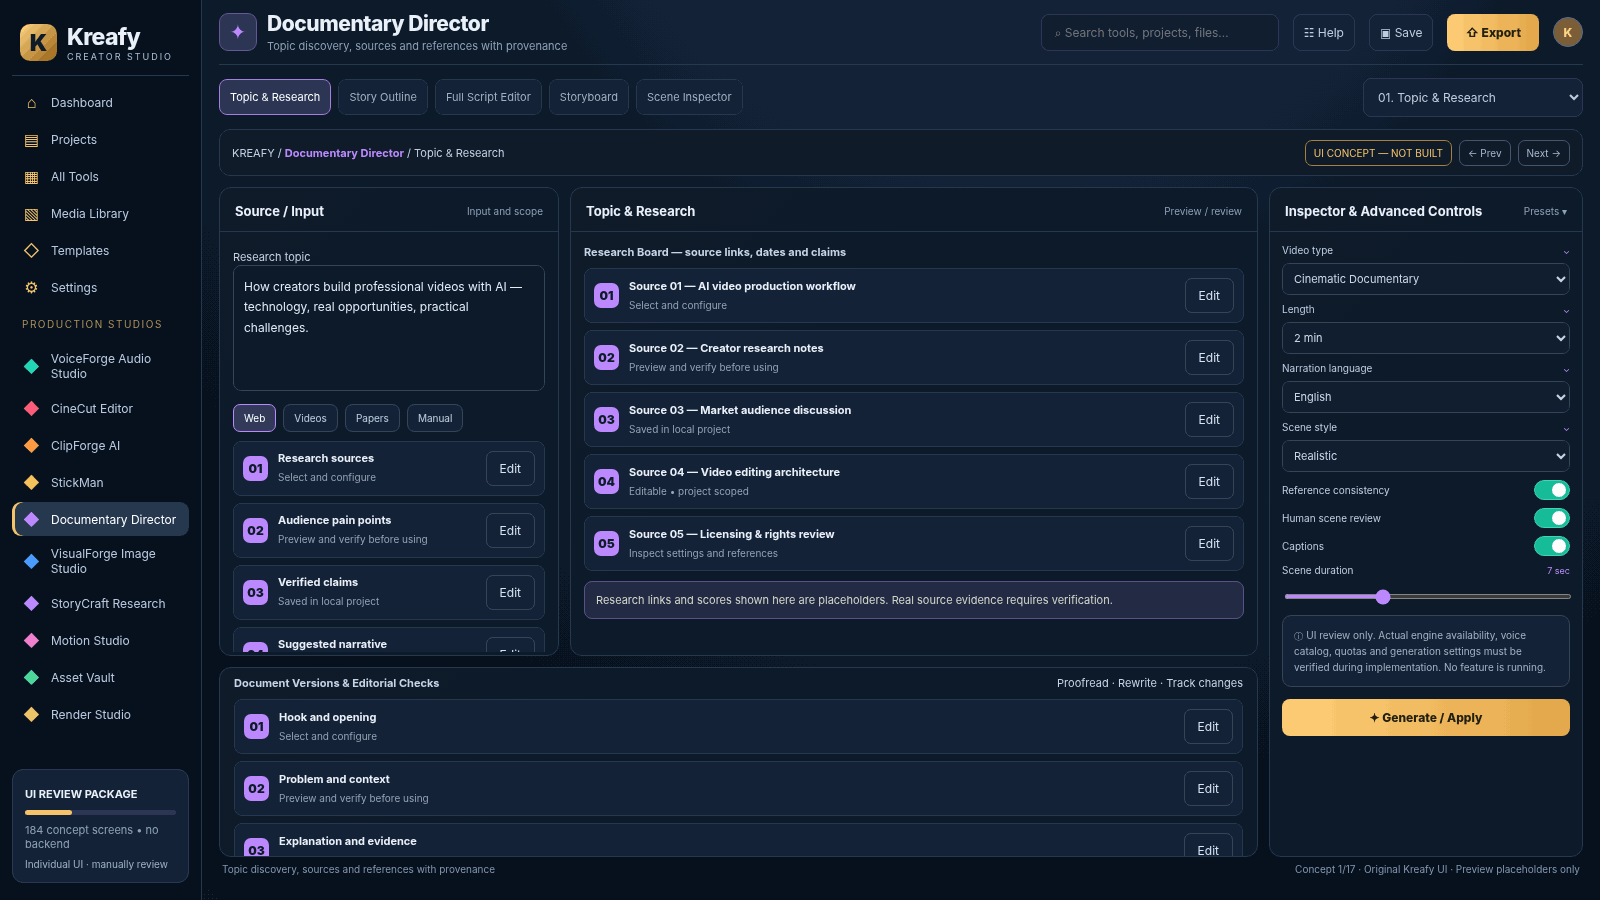 K
Kreafy
CREATOR STUDIO
Dashboard
Projects
All Tools
Media Library
Templates
Settings
PRODUCTION STUDIOS
VoiceForge Audio
Studio
CineCut Editor
ClipForge AI
StickMan
Documentary Director
VisualForge Image
Studio
StoryCraft Research
Motion Studio
Asset Vault
Render Studio
UI REVIEW PACKAGE
184 concept screens • no
backend
Individual UI · manually review
Documentary Director
Topic discovery, sources and references with provenance
Search tools, projects, files...
Help
Save
Export
K
Topic & Research
Story Outline
Full Script Editor
Storyboard
Scene Inspector
01. Topic & Research
KREAFY / Documentary Director / Topic & Research
UI CONCEPT — NOT BUILT
← Prev
Next →
Source / Input
Input and scope
Research topic
How creators build professional videos with AI —
technology, real opportunities, practical
challenges.
Web
Videos
Papers
Manual
01
Research sources
Select and configure
Edit
02
Audience pain points
Preview and verify before using
Edit
03
Verified claims
Saved in local project
Edit
Suggested narrative
Edit
Topic & Research
Preview / review
Research Board — source links, dates and claims
01
Source 01 — AI video production workflow
Select and configure
Edit
02
Source 02 — Creator research notes
Preview and verify before using
Edit
03
Source 03 — Market audience discussion
Saved in local project
Edit
04
Source 04 — Video editing architecture
Editable • project scoped
Edit
05
Source 05 — Licensing & rights review
Inspect settings and references
Edit
Research links and scores shown here are placeholders. Real source evidence requires verification.
Document Versions & Editorial Checks
Proofread · Rewrite · Track changes
01
Hook and opening
Select and configure
Edit
02
Problem and context
Preview and verify before using
Edit
03
Explanation and evidence
Edit
Inspector & Advanced Controls
Presets ▾
Video type
Cinematic Documentary
Length
2 min
Narration language
English
Scene style
Realistic
Reference consistency
Human scene review
Captions
Scene duration
7 sec
ⓘ UI review only. Actual engine availability, voice
catalog, quotas and generation settings must be
verified during implementation. No feature is running.
✦ Generate / Apply
Topic discovery, sources and references with provenance
Concept 1/17 · Original Kreafy UI · Preview placeholders only